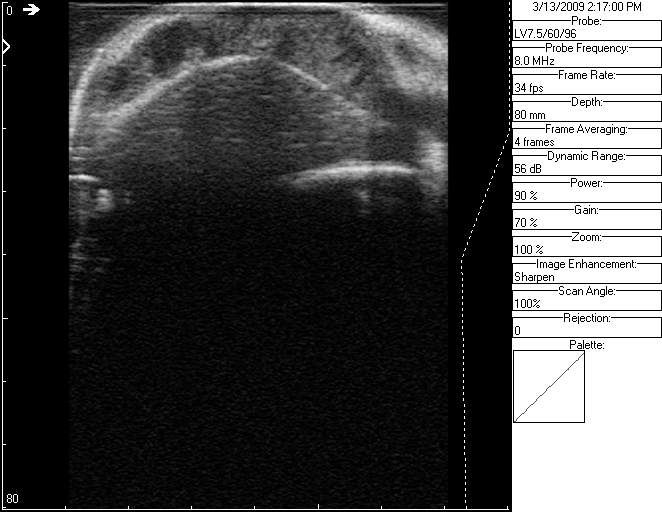 0
80
3/13/2009 2:17:00 PM
Probe:
LV7.5/60/96
Probe Frequency:
8.0 MHz
Frame Rate:
34 fps
Depth:
80 mm
Frame Averaging:
4 frames
Dynamic Range:
56 dB
Power:
90 %
Gain:
70 %
Zoom:
100 %
Image Enhancement:
Sharpen
Scan Angle:
100%
Rejection:
0
Palette: